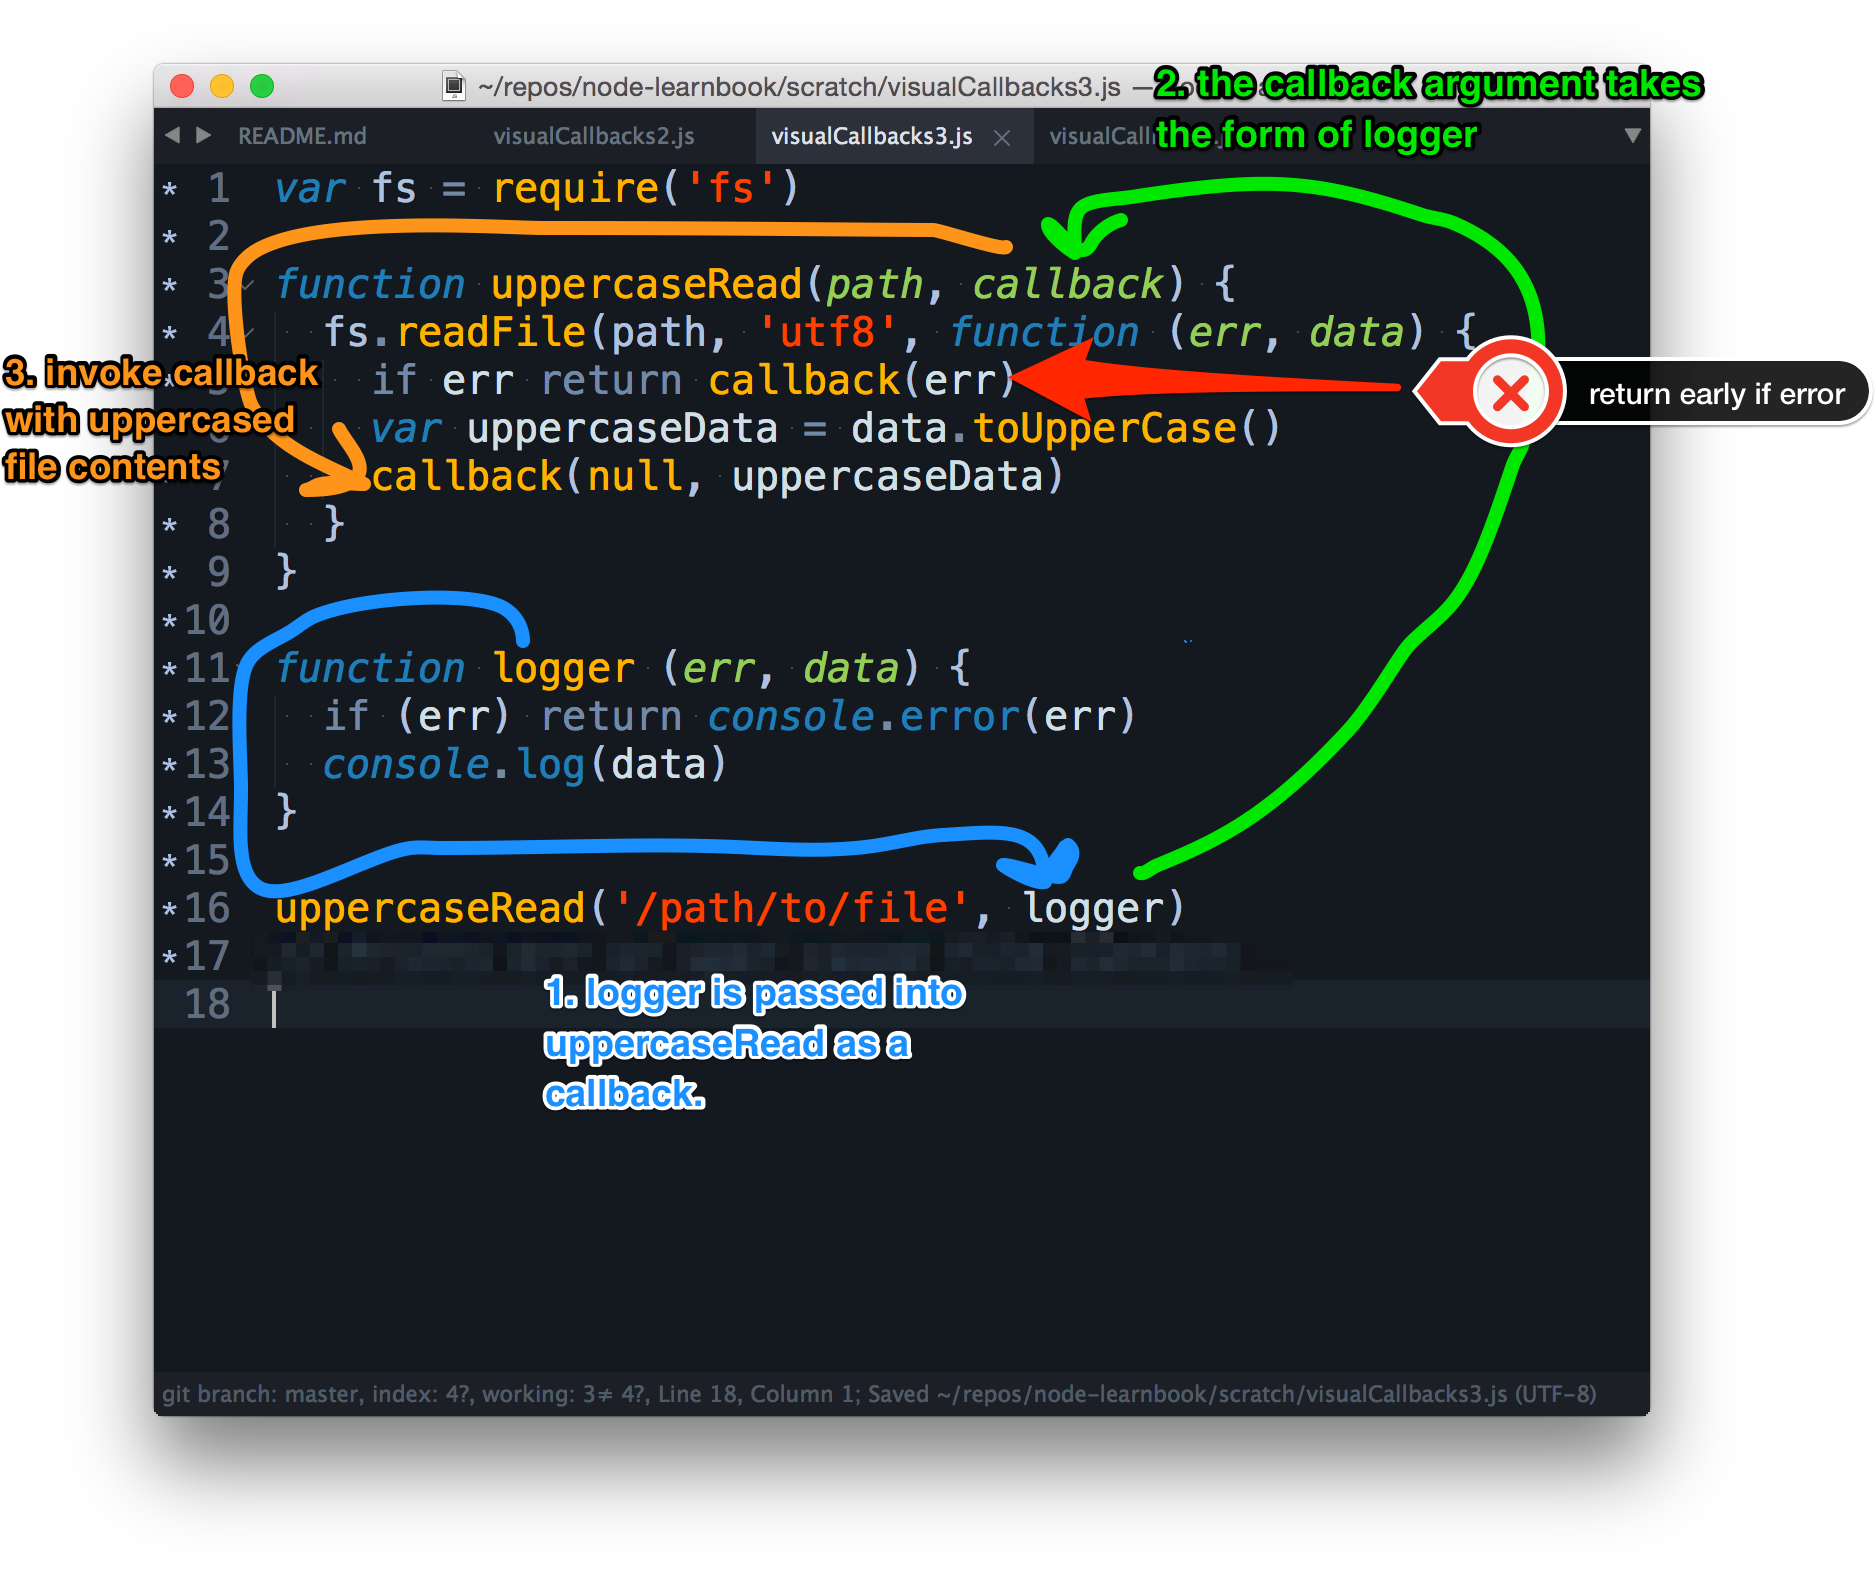 ~/repos/node-learnbook/scratch/visualCallbacks3.js —
2. the callback argument takes
the form of logger
README.md visualCallbacks2.js visualCallbacks3.js
1 var fs = require('fs')
2
3 function uppercaseRead(path, callback) {
4 fs.readFile(path, 'utf8', function (err, data) {
if err return callback(err)
return early if error
var uppercaseData = data.toUpperCase()
callback(null, uppercaseData)
3. invoke callback
with uppercased
file contents
* 8 }
* 9 }
*10
*11 function logger (err, data) {
*12 if (err) return console.error(err)
*13 console.log(data)
*14 }
*15
*16 uppercaseRead('/path/to/file', logger)
*17
18
1. logger is passed into
uppercaseRead as a
callback.
git branch: master, index: 4?, working: 3≠ 4?, Line 18, Column 1; Saved ~/repos/node-learnbook/scratch/visualCallbacks3.js (UTF-8)